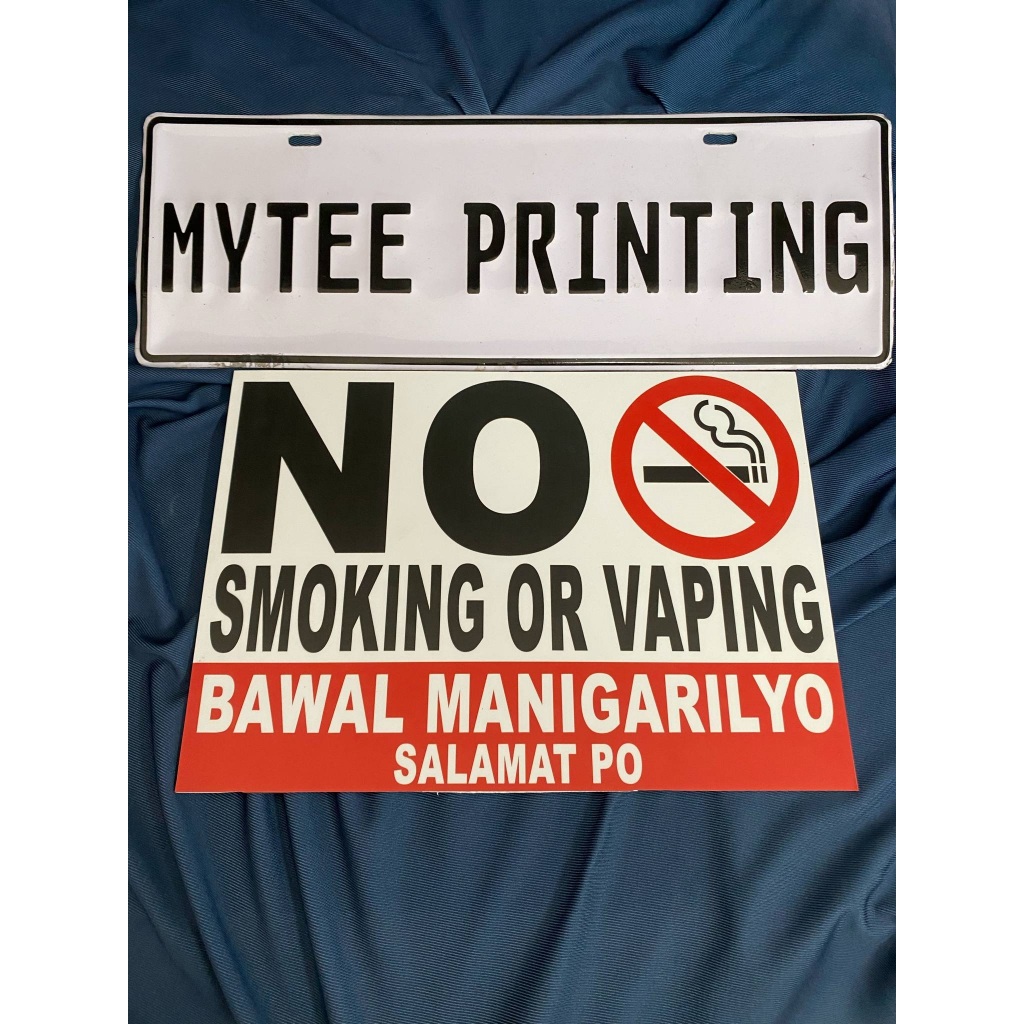 MYTEE PRINTING
NO
SMOKING OR VAPING
BAWAL MANIGARILYO
SALAMAT PO